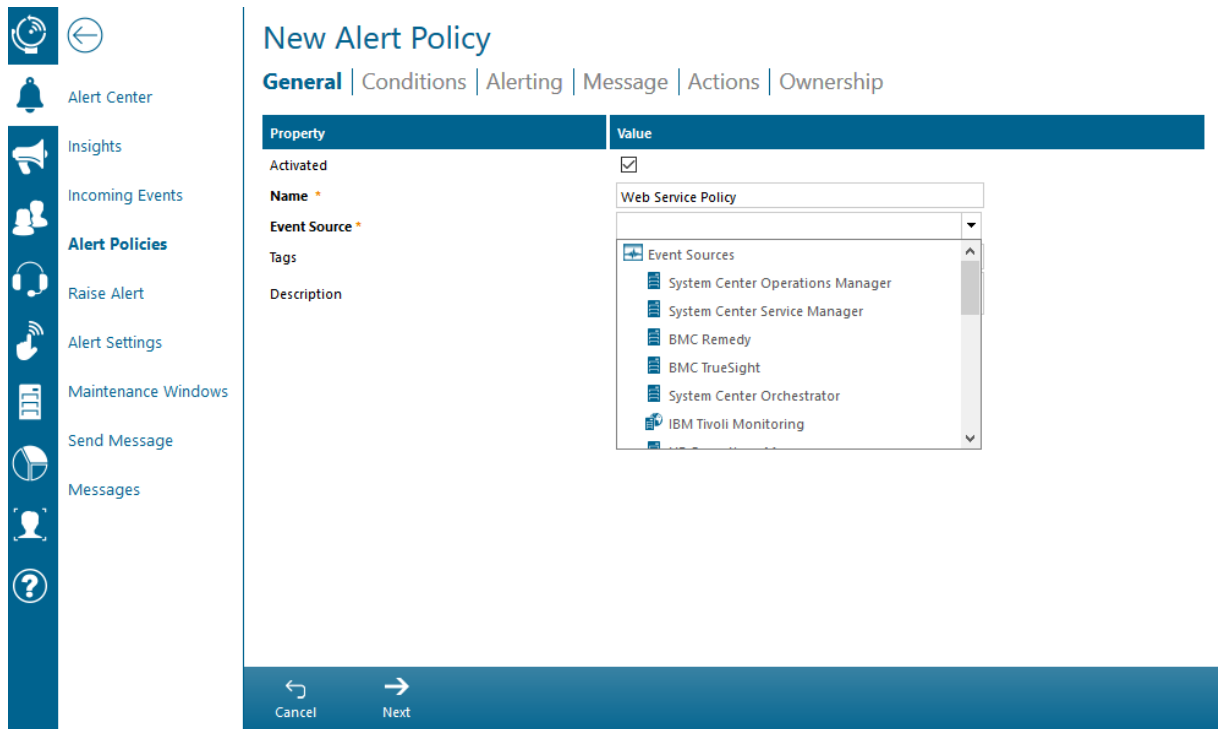 New Alert Policy
General | Conditions | Alerting | Message | Actions | Ownership
Alert Center
Insights
Incoming Events
Alert Policies
Raise Alert
Alert Settings
Maintenance Windows
Send Message
Messages
Property Value
Activated
Name * Web Service Policy
Event Source *
Tags
Description
Event Sources
System Center Operations Manager
System Center Service Manager
BMC Remedy
BMC TrueSight
System Center Orchestrator
IBM Tivoli Monitoring
Cancel Next